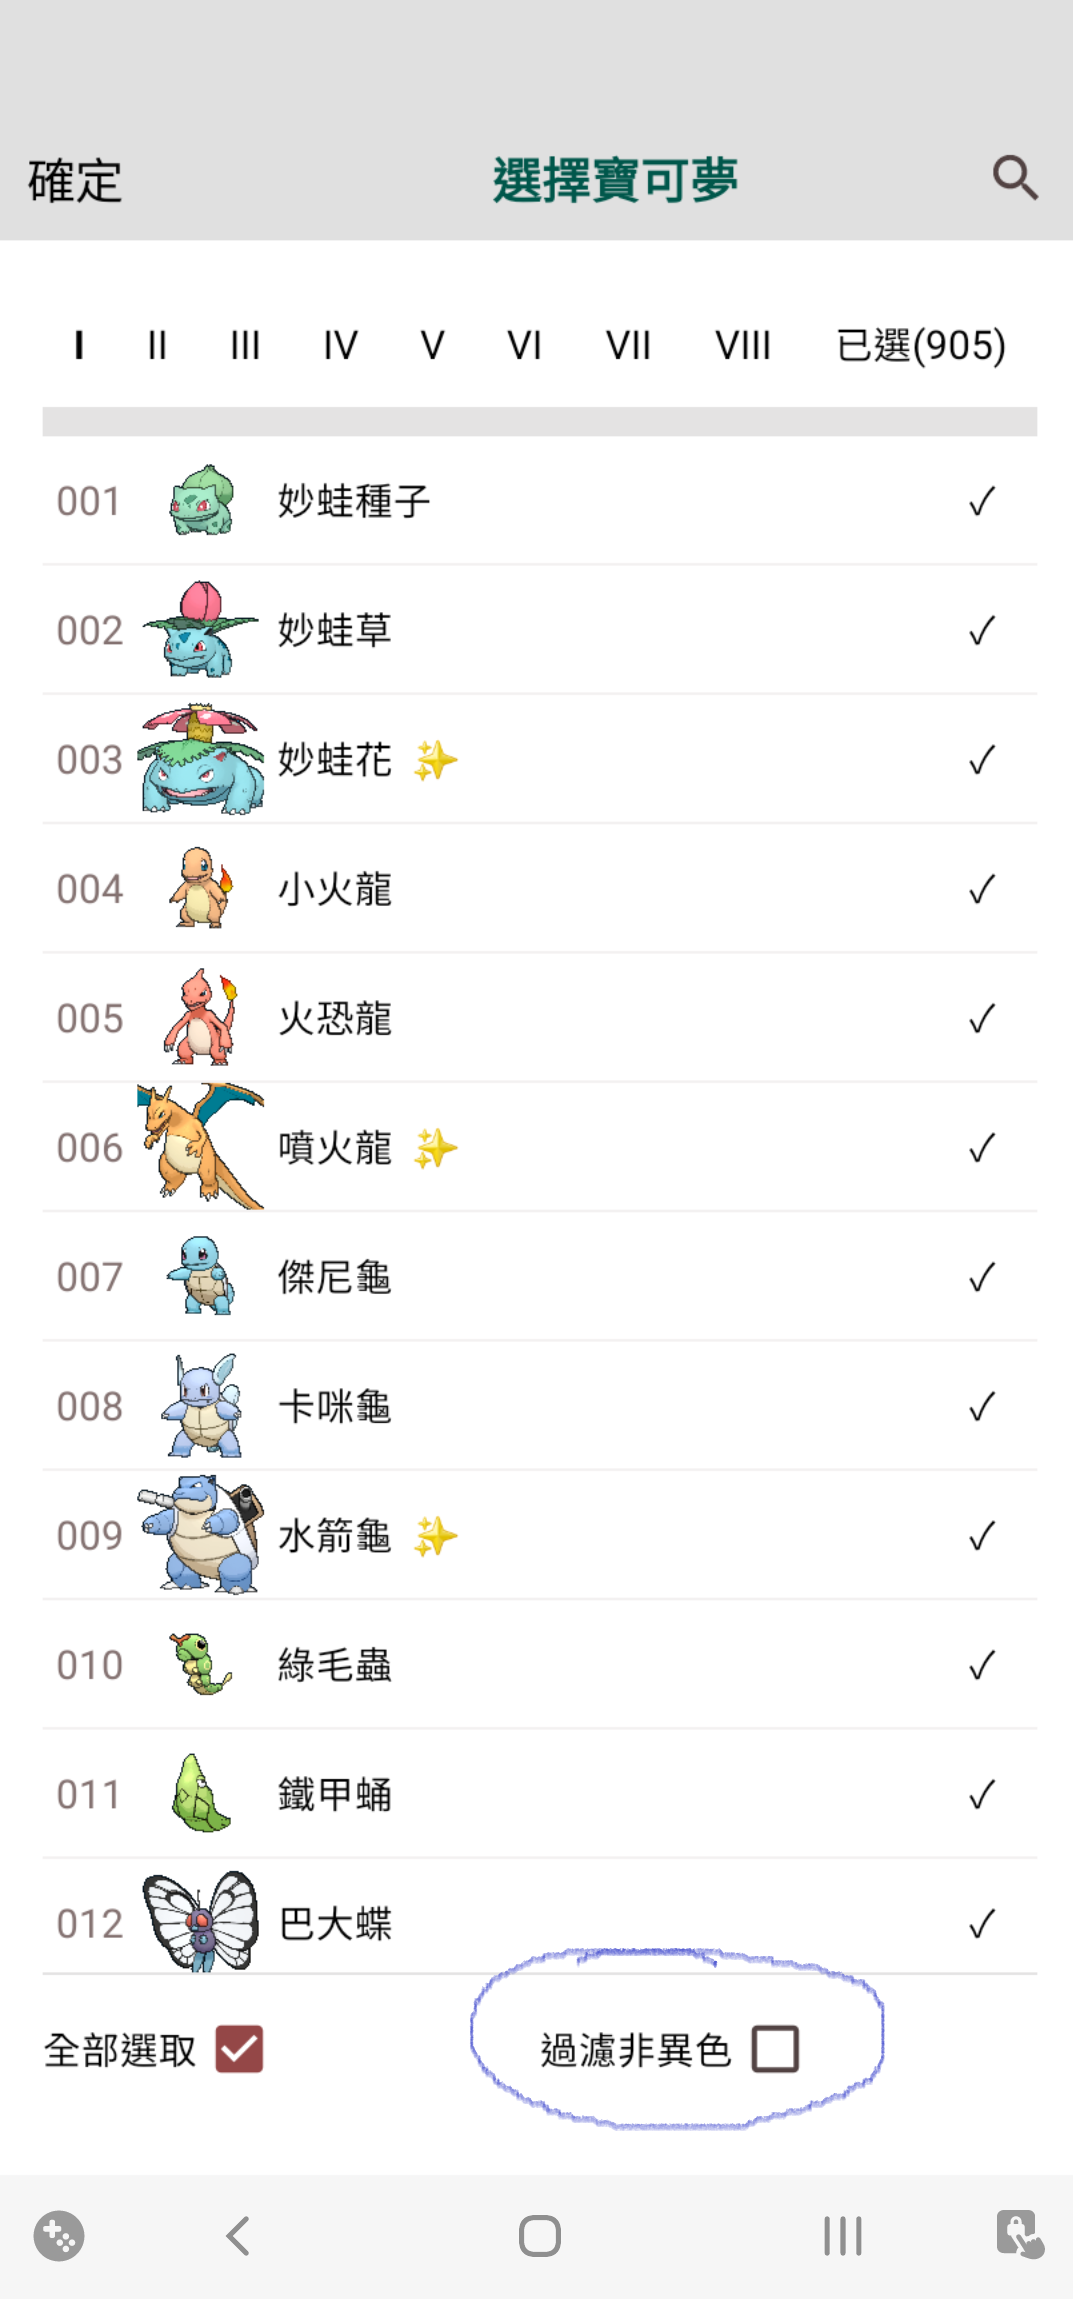 確定 選擇寶可夢
I II III IV V VI VII VIII 已選(905)
001 妙蛙種子 ✓
002 妙蛙草 ✓
003 妙蛙花 ✨ ✓
004 小火龍 ✓
005 火恐龍 ✓
006 噴火龍 ✨ ✓
007 傑尼龜 ✓
008 卡咪龜 ✓
009 水箭龜 ✨ ✓
010 綠毛蟲 ✓
011 鐵甲蛹 ✓
012 巴大蝶 ✓
全部選取 過濾非異色